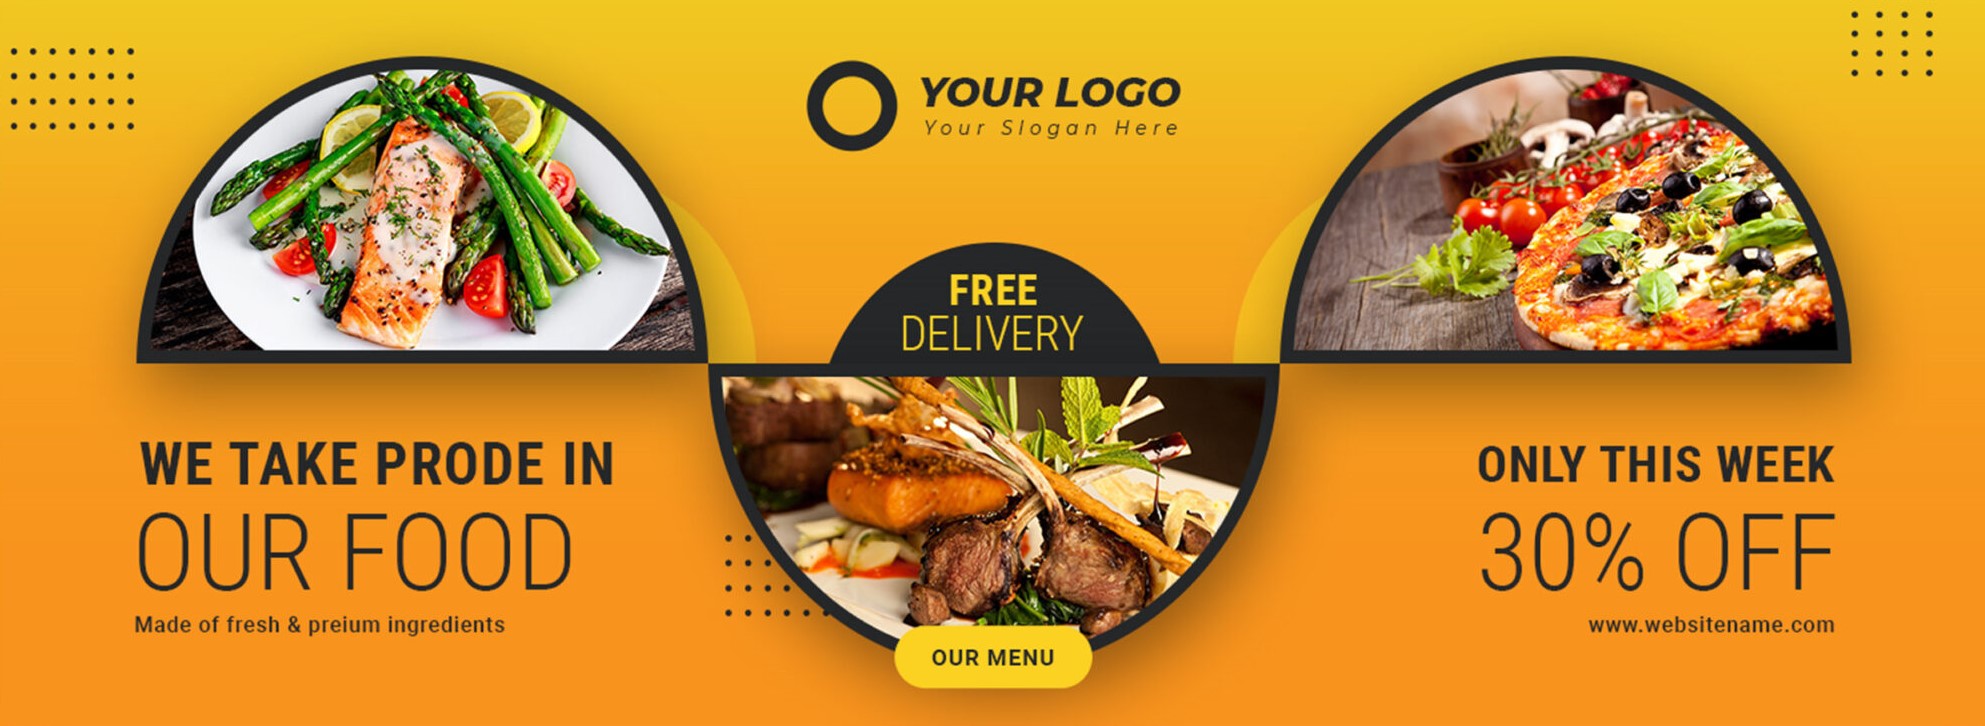 YOUR LOGO
Your Slogan Here
FREE
DELIVERY
WE TAKE PRODE IN
OUR FOOD
Made of fresh & preium ingredients
OUR MENU
ONLY THIS WEEK
30% OFF
www.websitename.com